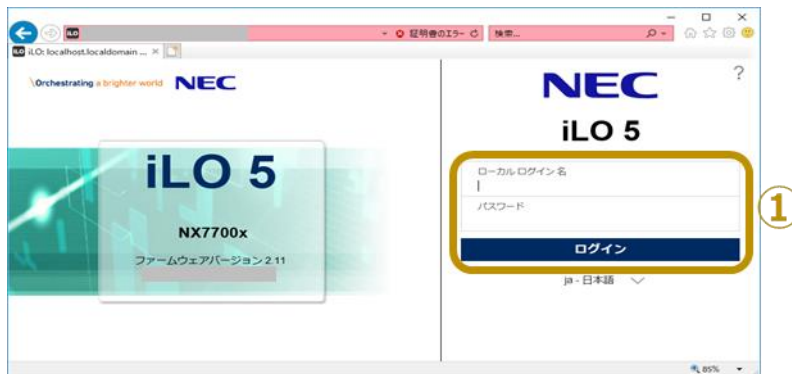 証明書のエラー
検索...
iLO: localhost.localdomain ...
\Orchestrating a brighter world NEC
iLO 5
NX7700x
ファームウェアバージョン 2.11
NEC
?
iLO 5
ローカル ログイン 名
パスワード
ログイン
ja - 日本語
①
85%